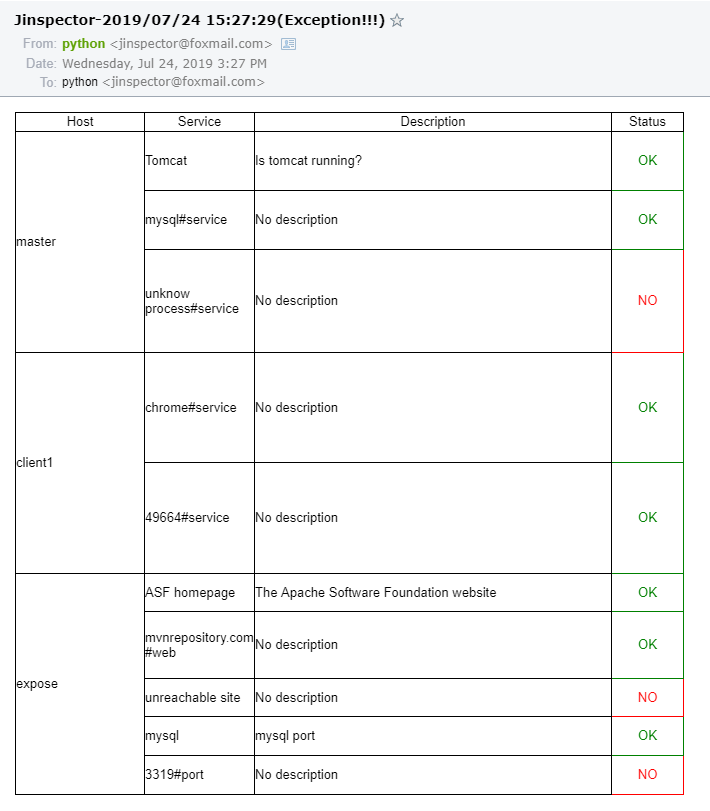 Jinspector-2019/07/24 15:27:29(Exception!!!)
From: python <jinspector@foxmail.com>
Date: Wednesday, Jul 24, 2019 3:27 PM
To: python <jinspector@foxmail.com>
Host Service Description Status
master
Tomcat Is tomcat running? OK
mysql#service No description OK
unknow
process#service No description NO
client1
chrome#service No description OK
49664#service No description OK
expose
ASF homepage The Apache Software Foundation website OK
mvnrepository.com
#web No description OK
unreachable site No description NO
mysql mysql port OK
3319#port No description NO